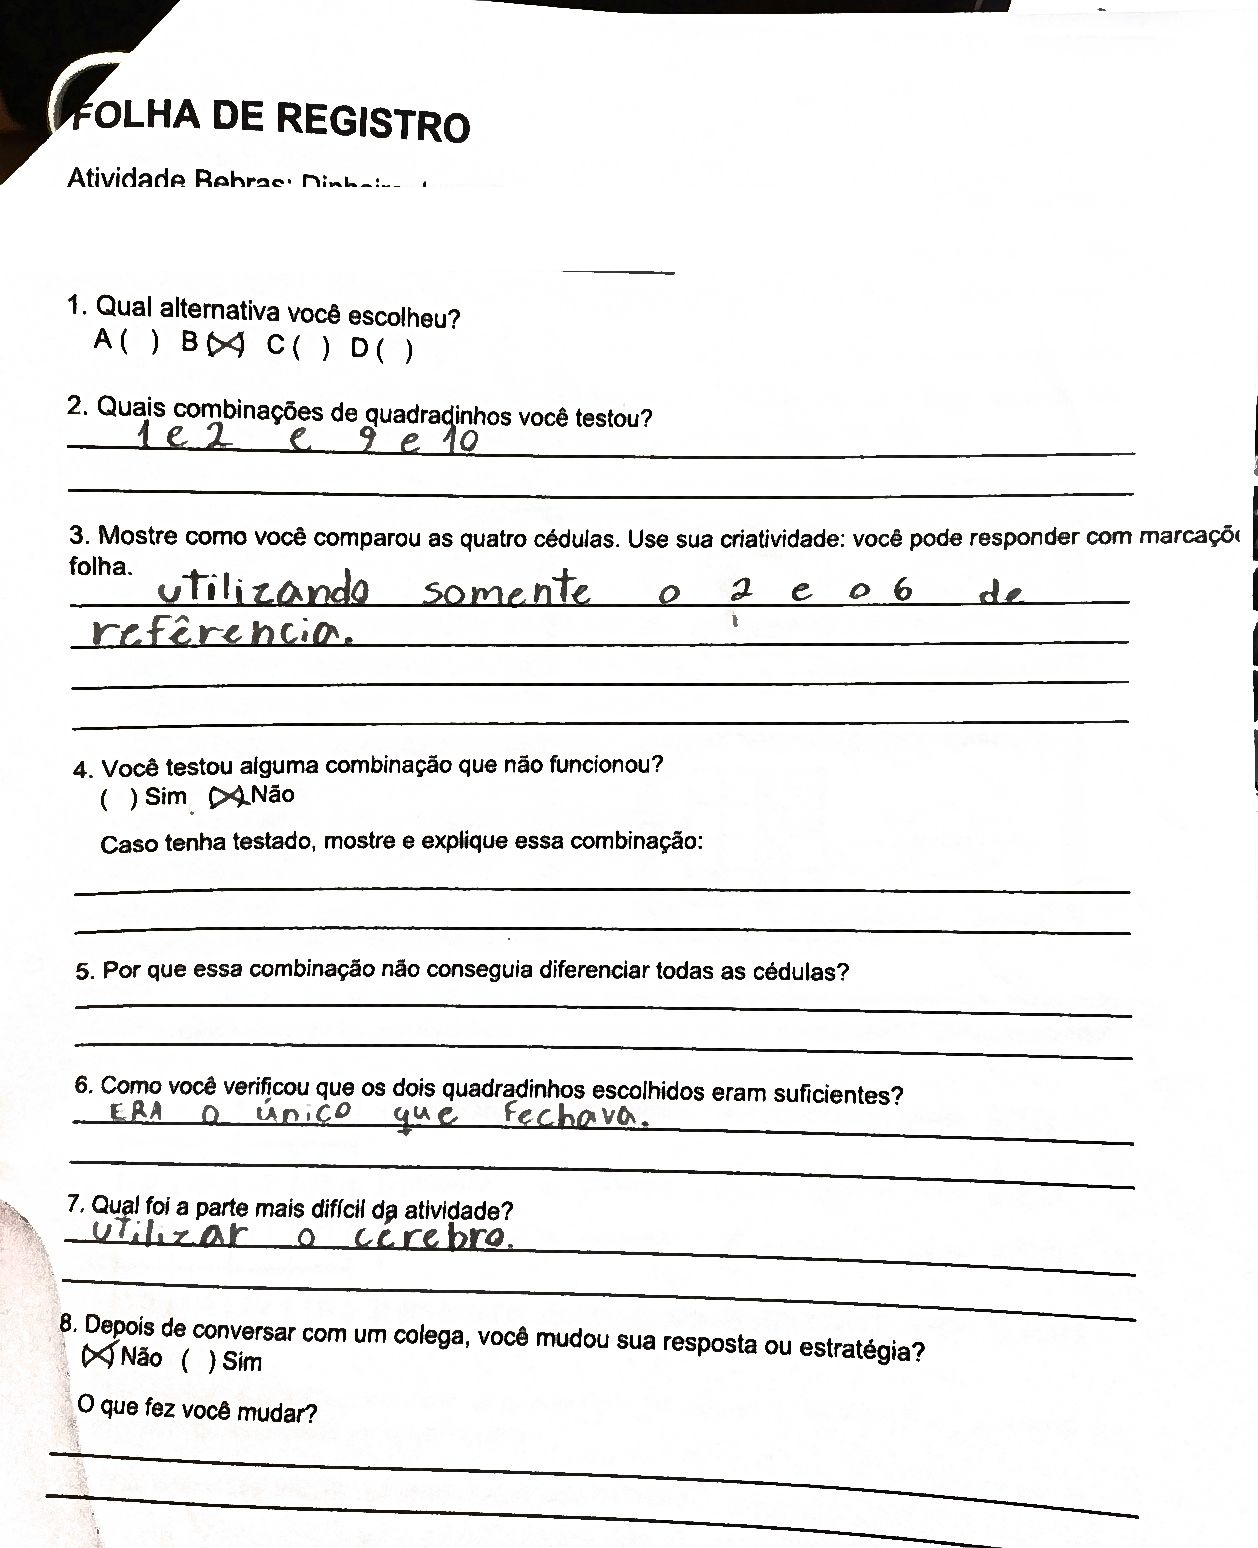 FOLHA DE REGISTRO
Atividade Bebras: Dinheiro
1. Qual alternativa você escolheu?
A ( ) B (X) C ( ) D ( )
2. Quais combinações de quadradinhos você testou?
1 e 2 e 9 e 10
3. Mostre como você comparou as quatro cédulas. Use sua criatividade: você pode responder com marcaçõ
folha.
utilizando somente o 2 e o 6 de
refêrencia.
4. Você testou alguma combinação que não funcionou?
( ) Sim (X) Não
Caso tenha testado, mostre e explique essa combinação:
5. Por que essa combinação não conseguia diferenciar todas as cédulas?
6. Como você verificou que os dois quadradinhos escolhidos eram suficientes?
ERA o único que fechava.
7. Qual foi a parte mais difícil da atividade?
utilizar o cérebro.
8. Depois de conversar com um colega, você mudou sua resposta ou estratégia?
(X) Não ( ) Sim
O que fez você mudar?